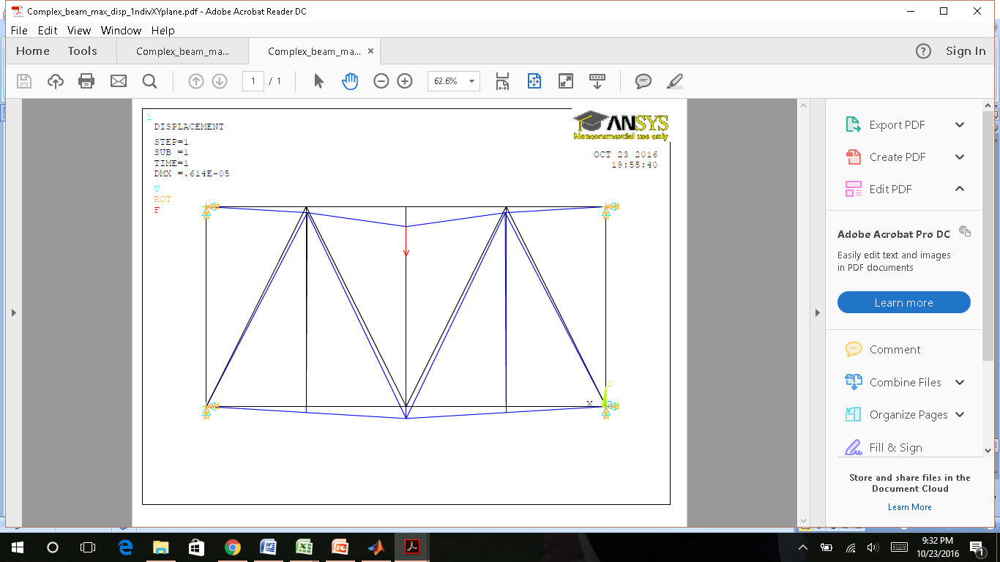 Complex_beam_max_disp_1ndivXYplane.pdf - Adobe Acrobat Reader DC
File Edit View Window Help
Home Tools Complex_beam_ma... Complex_beam_ma... ×
? Sign In
1 / 1 62.6%
1
DISPLACEMENT
STEP=1
SUB =1
TIME=1
DMX =.614E-05
U
ROT
F
ANSYS
Noncommercial use only
OCT 23 2016
19:55:40
Y
X
Z
Export PDF
Create PDF
Edit PDF
Adobe Acrobat Pro DC
Easily edit text and images
in PDF documents
Learn more
Comment
Combine Files
Organize Pages
Fill & Sign
Store and share files in the
Document Cloud
Learn More
9:32 PM
10/23/2016
1